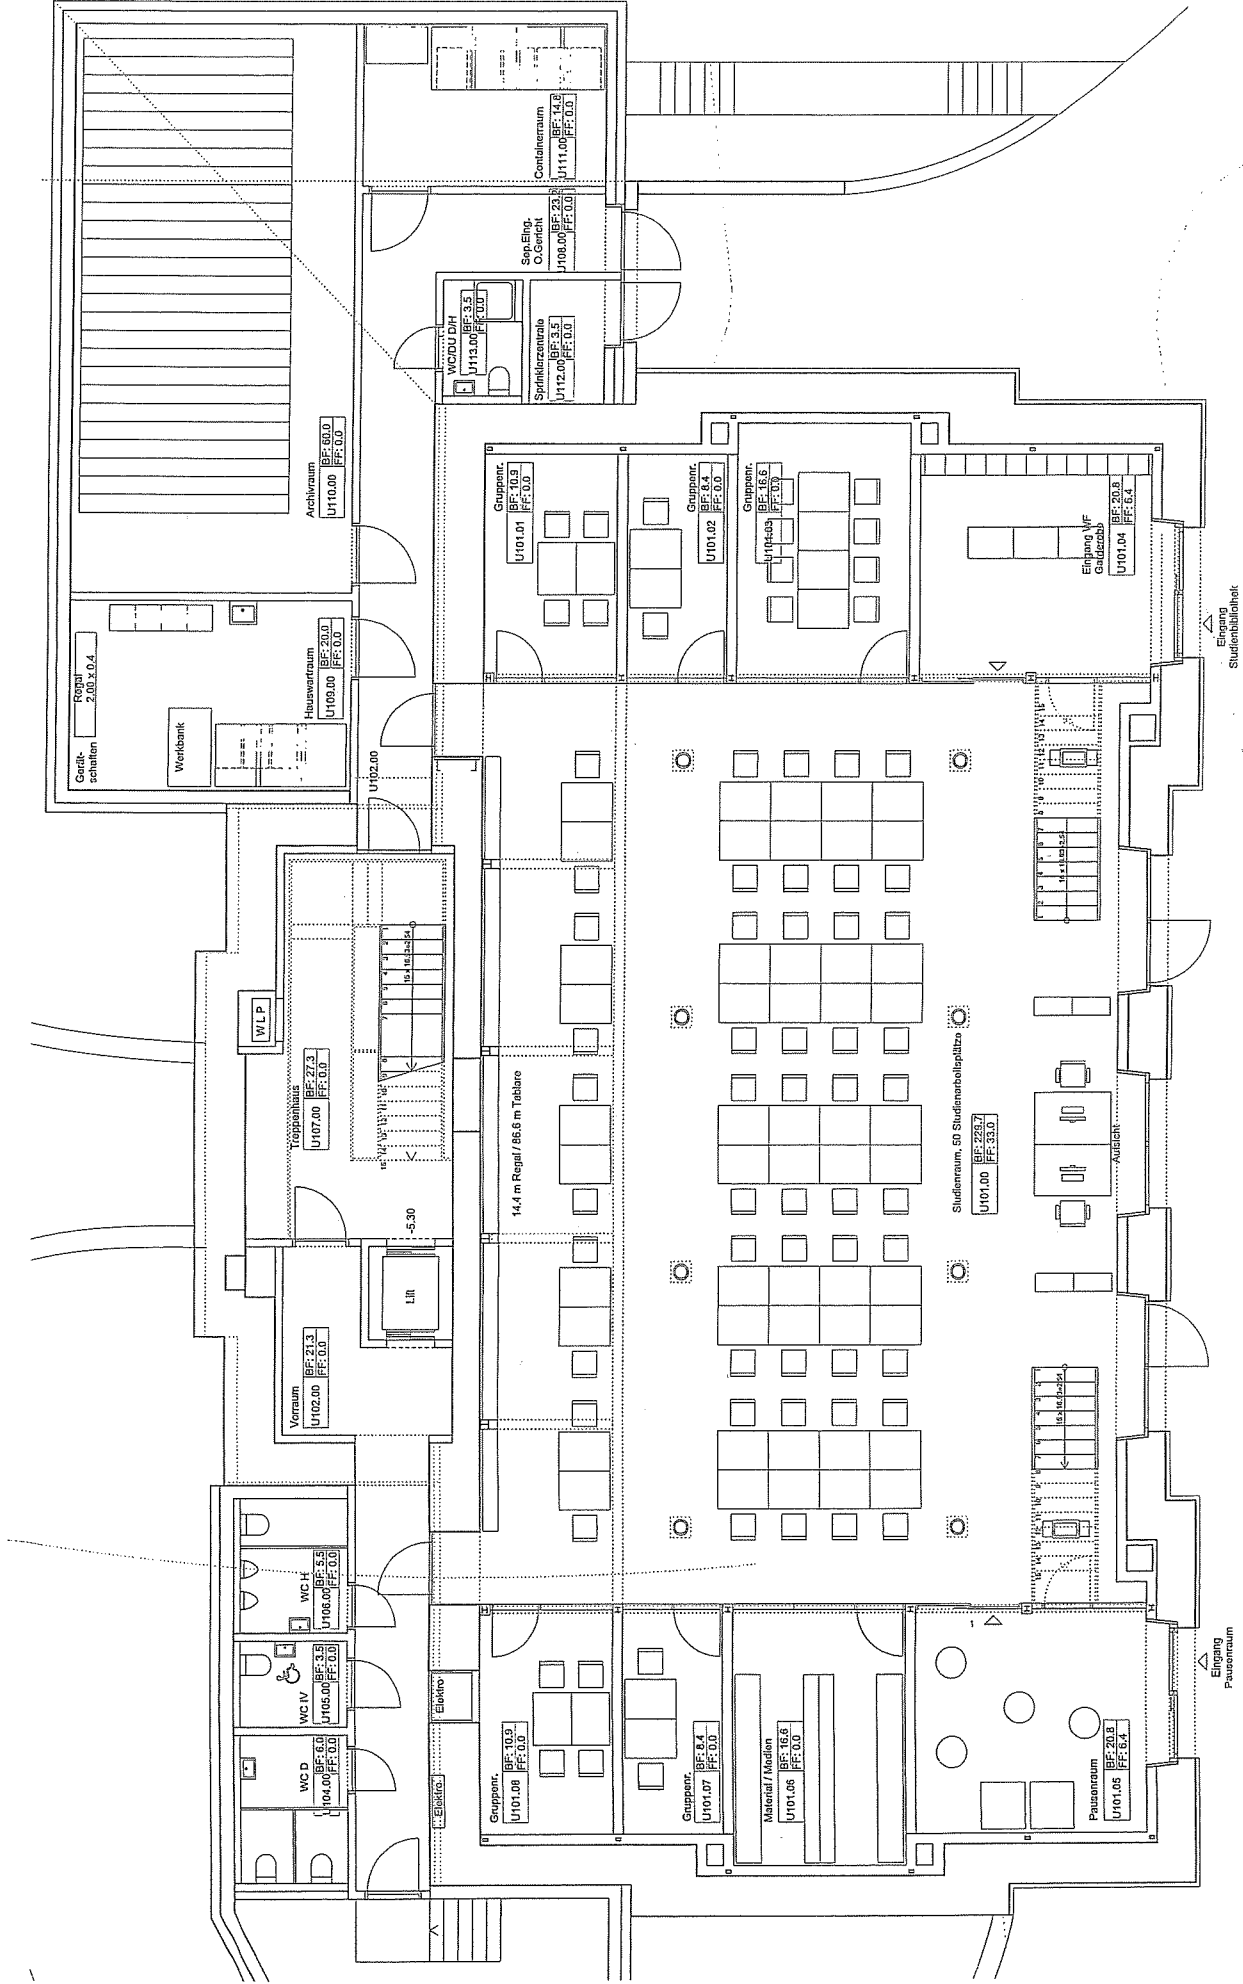 Gerät-
schaften
Regal
2.00 x 0.4
Werkbank
Hauswartraum
U109.00
BF: 20.0
FF: 0.0
Archivraum
U110.00
BF: 60.0
FF: 0.0
Containerraum
U111.00
BF: 14.8
FF: 0.0
Sep.Eing.
O.Gericht
U108.00
FF: 0.0
WC/DU D/H
U113.00
BF: 3.5
FF: 0.0
Sprinklerzentrale
U112.00
BF: 3.5
FF: 0.0
U102.00
WLP
Treppenhaus
U107.00
BF: 27.3
FF: 0.0
-5.30
Lift
Vorraum
U102.00
BF: 21.3
FF: 0.0
WC H
U106.00
BF: 5.5
FF: 0.0
WC IV
U105.00
BF: 3.5
FF: 0.0
WC D
U104.00
BF: 6.0
FF: 0.0
Elektro
Elektro.
14.4 m Regal / 86.6 m Tablare
Gruppenr.
U101.01
BF: 10.9
FF: 0.0
Gruppenr.
U101.02
BF: 8.4
FF: 0.0
Gruppenr.
U101.03
BF: 16.6
FF: 0.0
Eingang WF
Garderobe
U101.04
BF: 20.8
FF: 6.4
Eingang
Studienbibliothek
Studienraum, 50 Studienarbeitsplätze
U101.00
BF: 229.7
FF: 33.0
Aufsicht
Gruppenr.
U101.08
BF: 10.9
FF: 0.0
Gruppenr.
U101.07
BF: 8.4
FF: 0.0
Material / Medien
U101.06
BF: 16.6
FF: 0.0
Pausenraum
U101.05
BF: 20.8
FF: 6.4
Eingang
Pausenraum